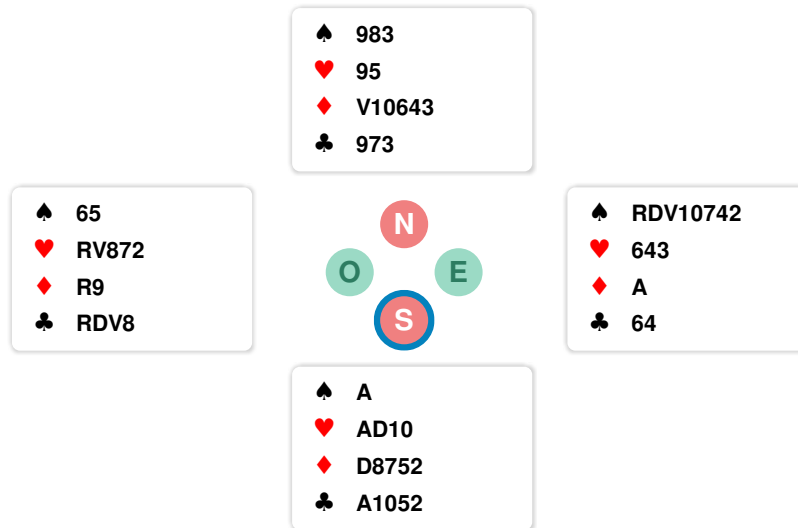 ♠ 983
♥ 95
♦ V10643
♣ 973
♠ 65
♥ RV872
♦ R9
♣ RDV8
N
O E
S
♠ RDV10742
♥ 643
♦ A
♣ 64
♠ A
♥ AD10
♦ D8752
♣ A1052